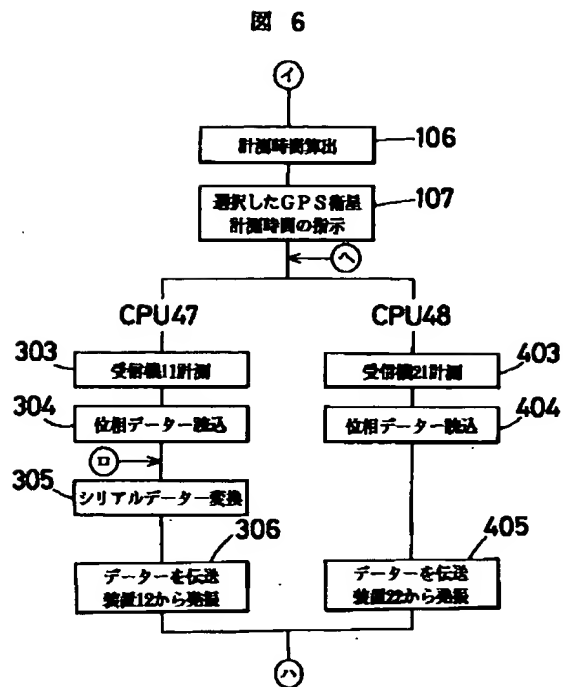 図 6
イ
計測時間算出
106
選択したGPS衛星
計測時間の指示
107
ヘ
CPU47
CPU48
303
受信機11計測
受信機21計測
403
304
位相データー読込
位相データー読込
404
ロ
305
シリアルデーター変換
306
データーを伝送
装置12から発振
405
データーを伝送
装置22から発振
ハ